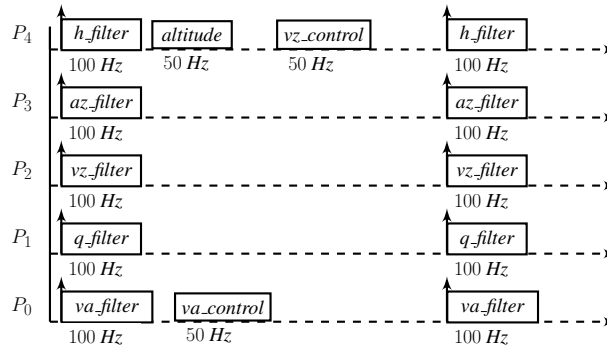 P4 h_filter altitude vz_control h_filter
100 Hz 50 Hz 50 Hz 100 Hz
P3 az_filter az_filter
100 Hz 100 Hz
P2 vz_filter vz_filter
100 Hz 100 Hz
P1 q_filter q_filter
100 Hz 100 Hz
P0 va_filter va_control va_filter
100 Hz 50 Hz 100 Hz